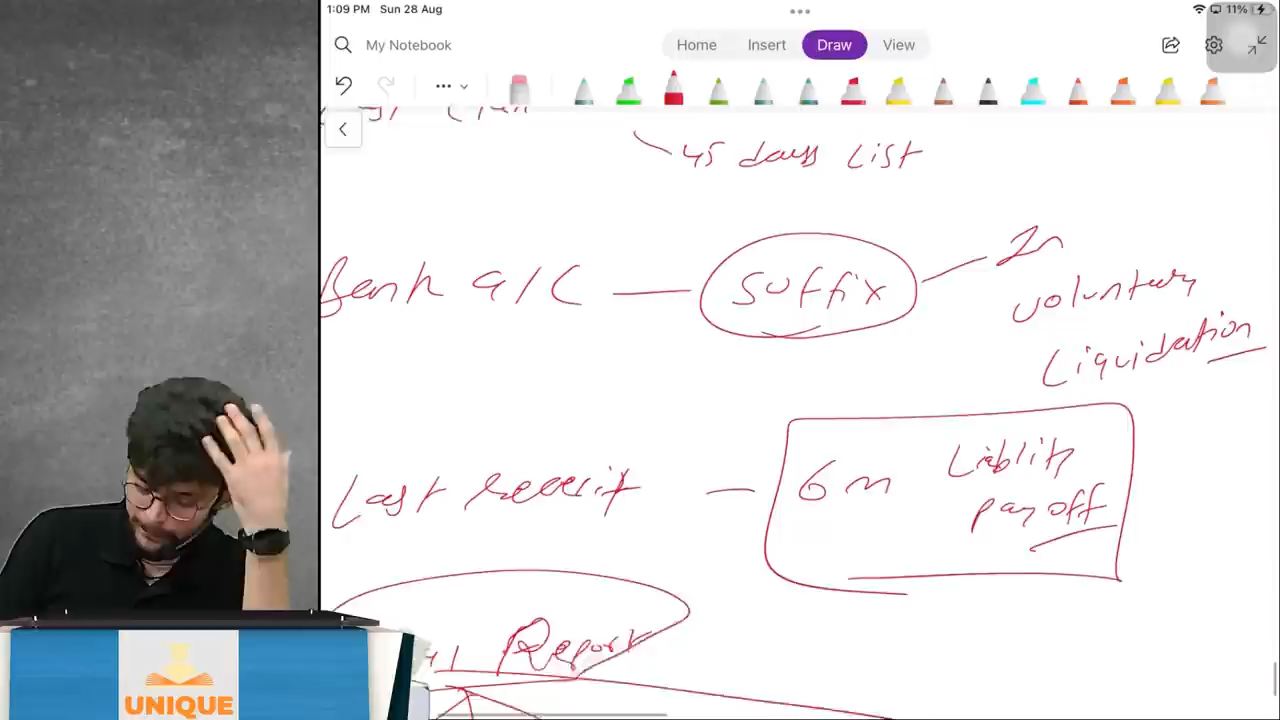 1:09 PM Sun 28 Aug
11%
My Notebook
Home Insert Draw View
45 days List
Bank a/c — Suffix — In
voluntary
Liquidation
Last Receipt — 6m Liablity
pay off
Report
UNIQUE